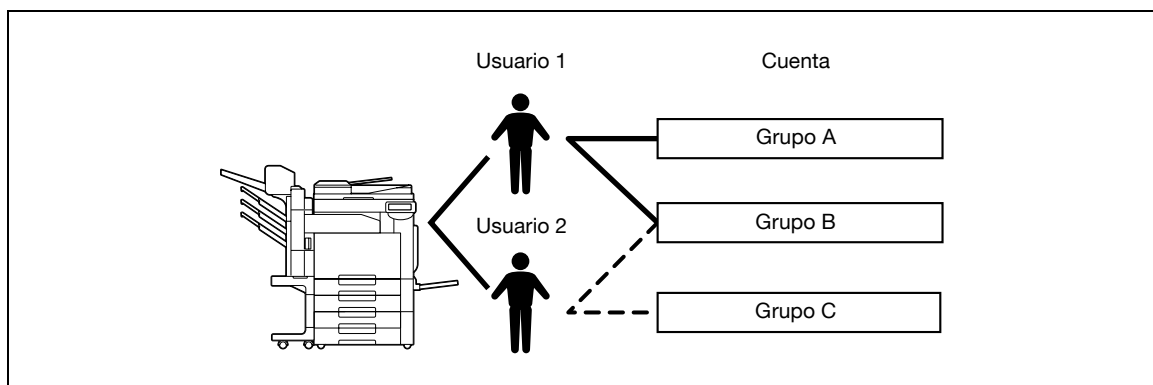 Usuario 1
Cuenta
Grupo A
Usuario 2
Grupo B
Grupo C